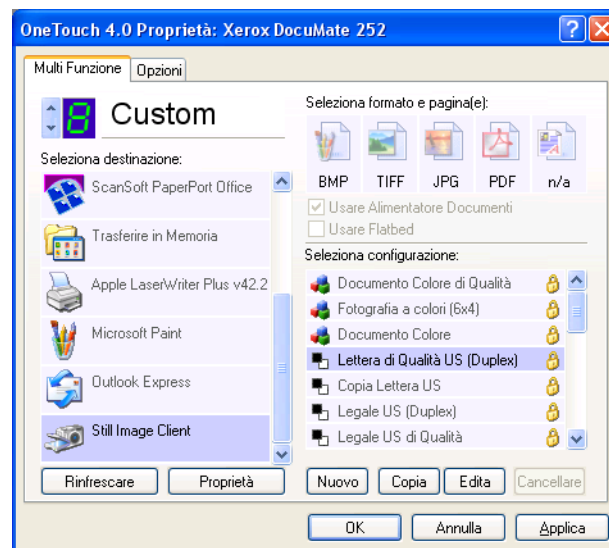 OneTouch 4.0 Proprietà: Xerox DocuMate 252
Multi Funzione
Opzioni
8
Custom
Seleziona destinazione:
ScanSoft PaperPort Office
Trasferire in Memoria
Apple LaserWriter Plus v42.2
Microsoft Paint
Outlook Express
Still Image Client
Rinfrescare
Proprietà
Seleziona formato e pagina(e):
BMP TIFF JPG PDF n/a
Usare Alimentatore Documenti
Usare Flatbed
Seleziona configurazione:
Documento Colore di Qualità
Fotografia a colori (6x4)
Documento Colore
Lettera di Qualità US (Duplex)
Copia Lettera US
Legale US (Duplex)
Legale US di Qualità
Nuovo
Copia
Edita
Cancellare
OK
Annulla
Applica